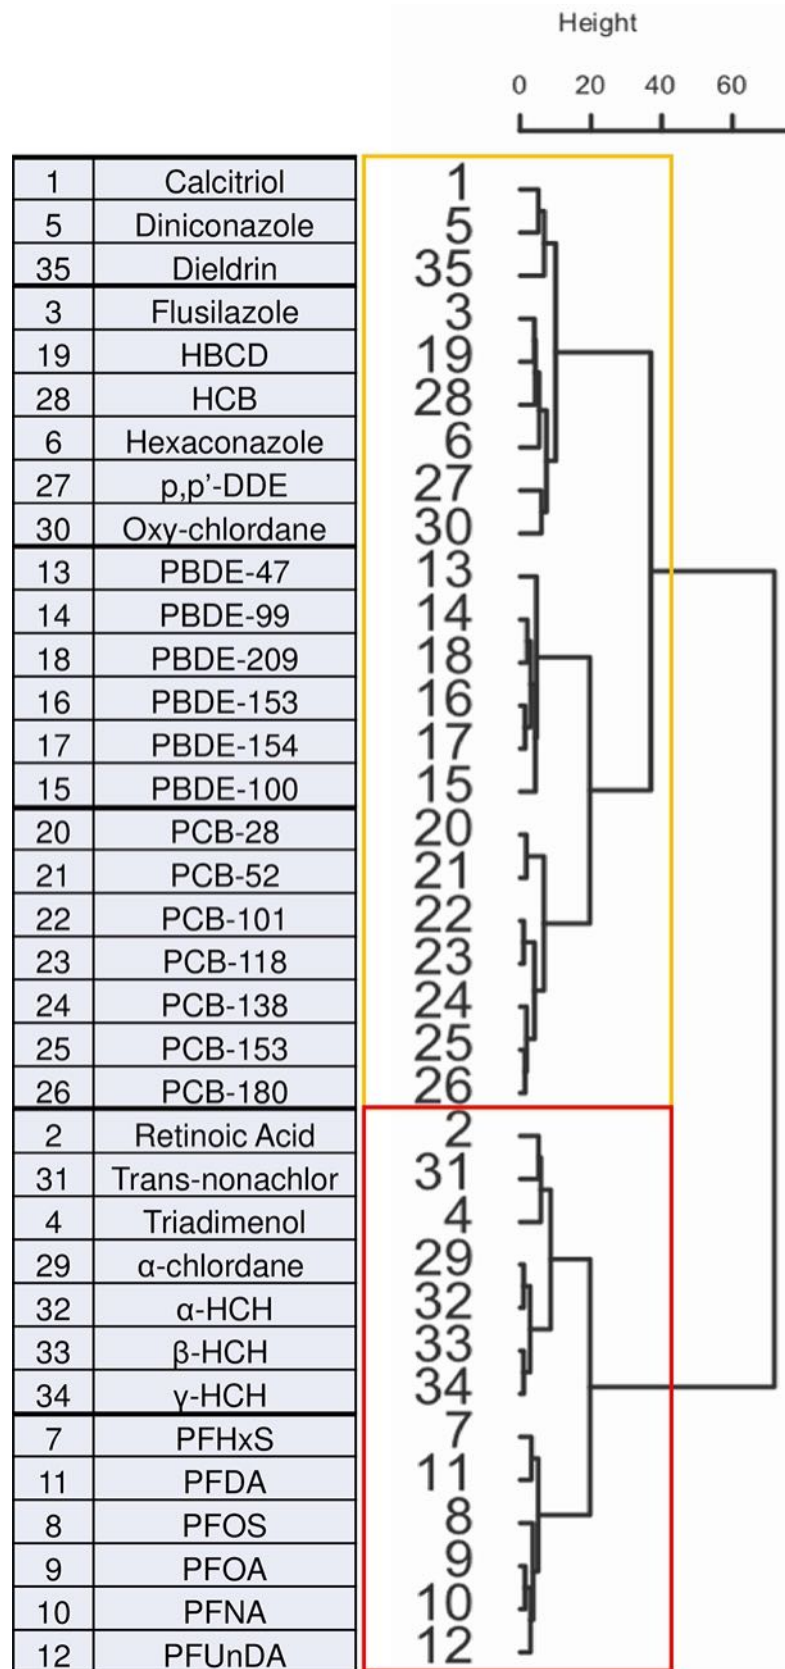 Height
0 20 40 60
1 Calcitriol 1
5 Diniconazole 5
35 Dieldrin 35
3 Flusilazole 3
19 HBCD 19
28 HCB 28
6 Hexaconazole 6
27 p,p’-DDE 27
30 Oxy-chlordane 30
13 PBDE-47 13
14 PBDE-99 14
18 PBDE-209 18
16 PBDE-153 16
17 PBDE-154 17
15 PBDE-100 15
20 PCB-28 20
21 PCB-52 21
22 PCB-101 22
23 PCB-118 23
24 PCB-138 24
25 PCB-153 25
26 PCB-180 26
2 Retinoic Acid 2
31 Trans-nonachlor 31
4 Triadimenol 4
29 α-chlordane 29
32 α-HCH 32
33 β-HCH 33
34 γ-HCH 34
7 PFHxS 7
11 PFDA 11
8 PFOS 8
9 PFOA 9
10 PFNA 10
12 PFUnDA 12